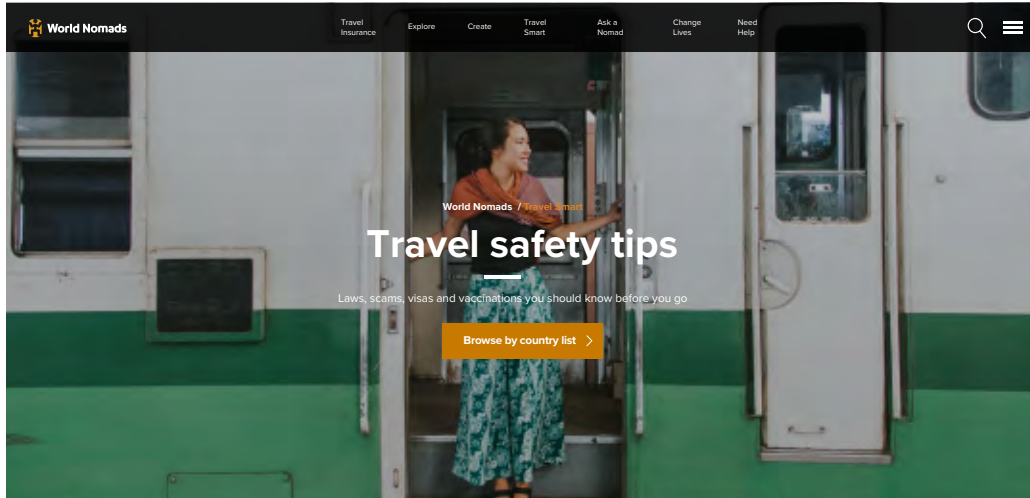 World Nomads
Travel
Insurance
Explore
Create
Travel
Smart
Ask a
Nomad
Change
Lives
Need
Help
World Nomads / Travel Smart
Travel safety tips
Laws, scams, visas and vaccinations you should know before you go
Browse by country list